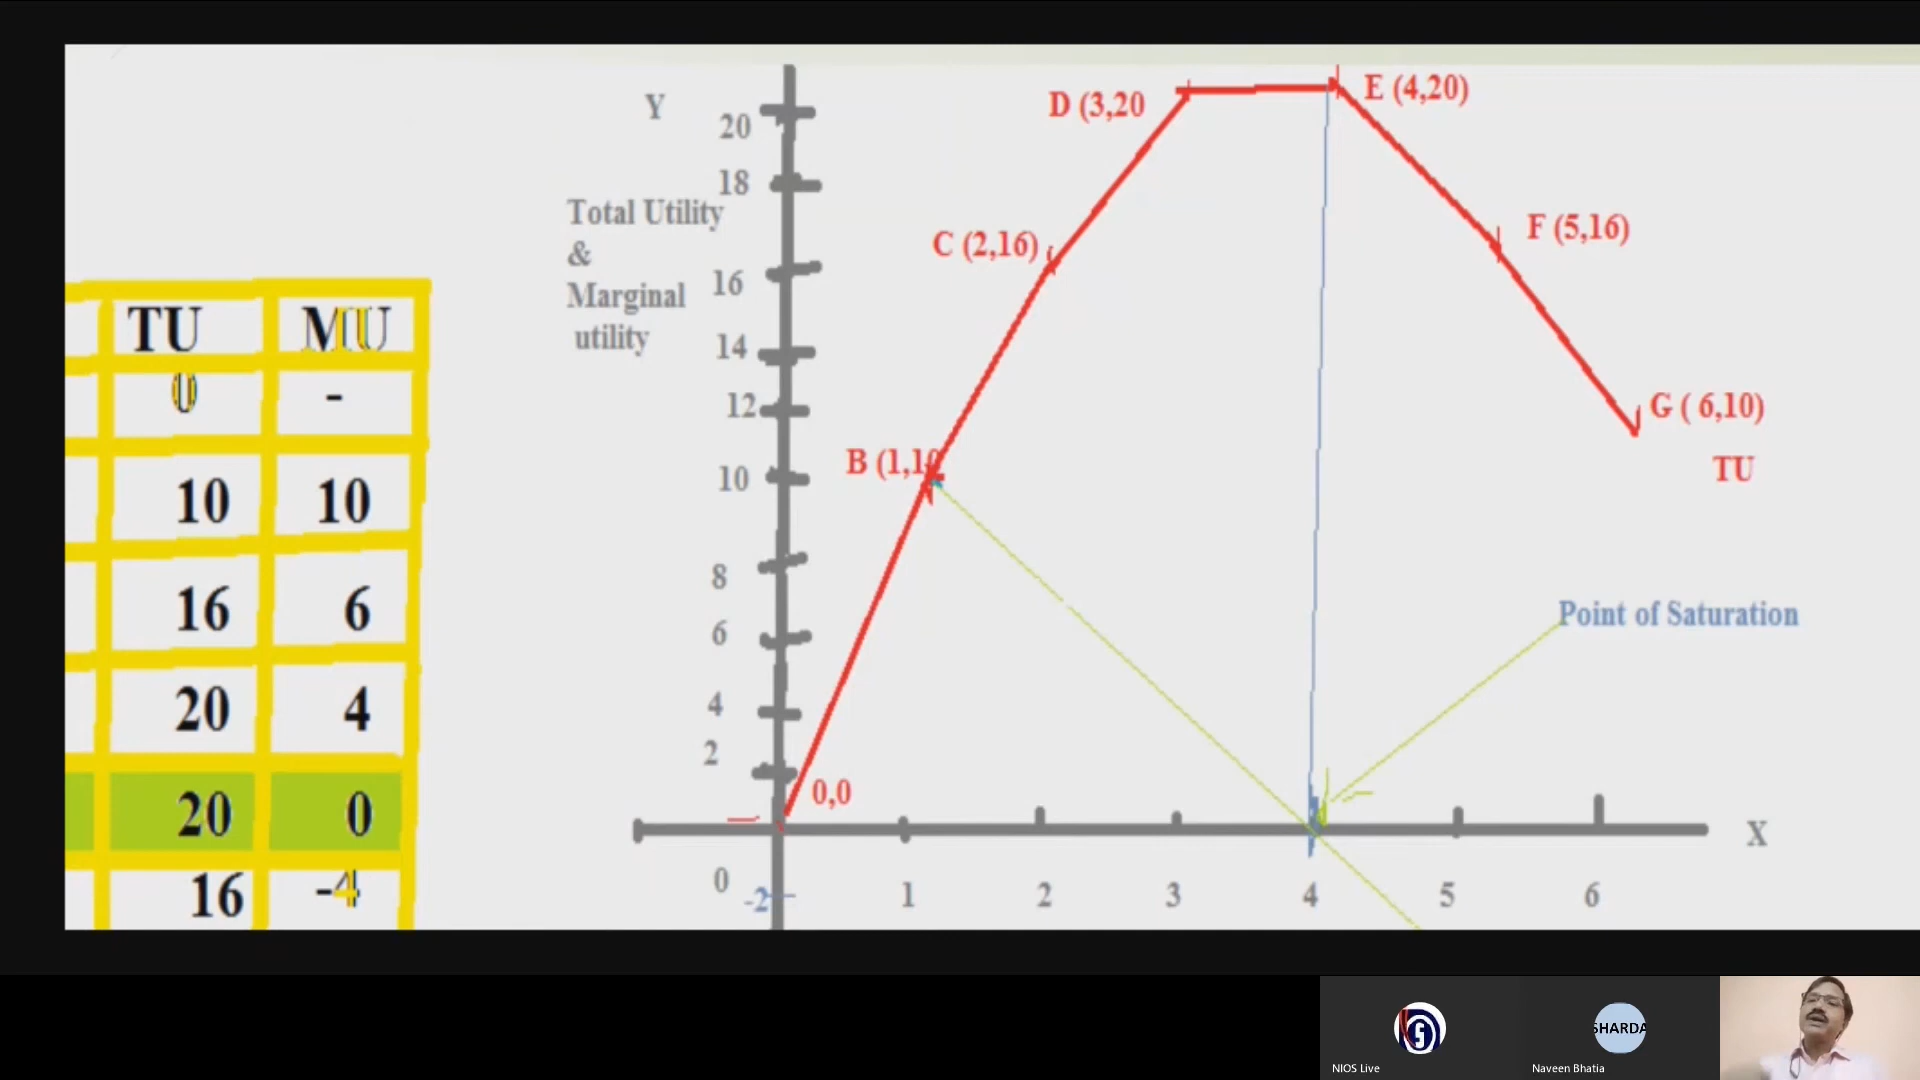 TU MU
0 -
10 10
16 6
20 4
20 0
16 -4
Y
Total Utility
&
Marginal
utility
20
18
16
14
12
10
8
6
4
2
0
-2
1 2 3 4 5 6
X
0,0
B (1,10
C (2,16)
D (3,20
E (4,20)
F (5,16)
G ( 6,10)
TU
Point of Saturation
SHARDA
NIOS Live
Naveen Bhatia